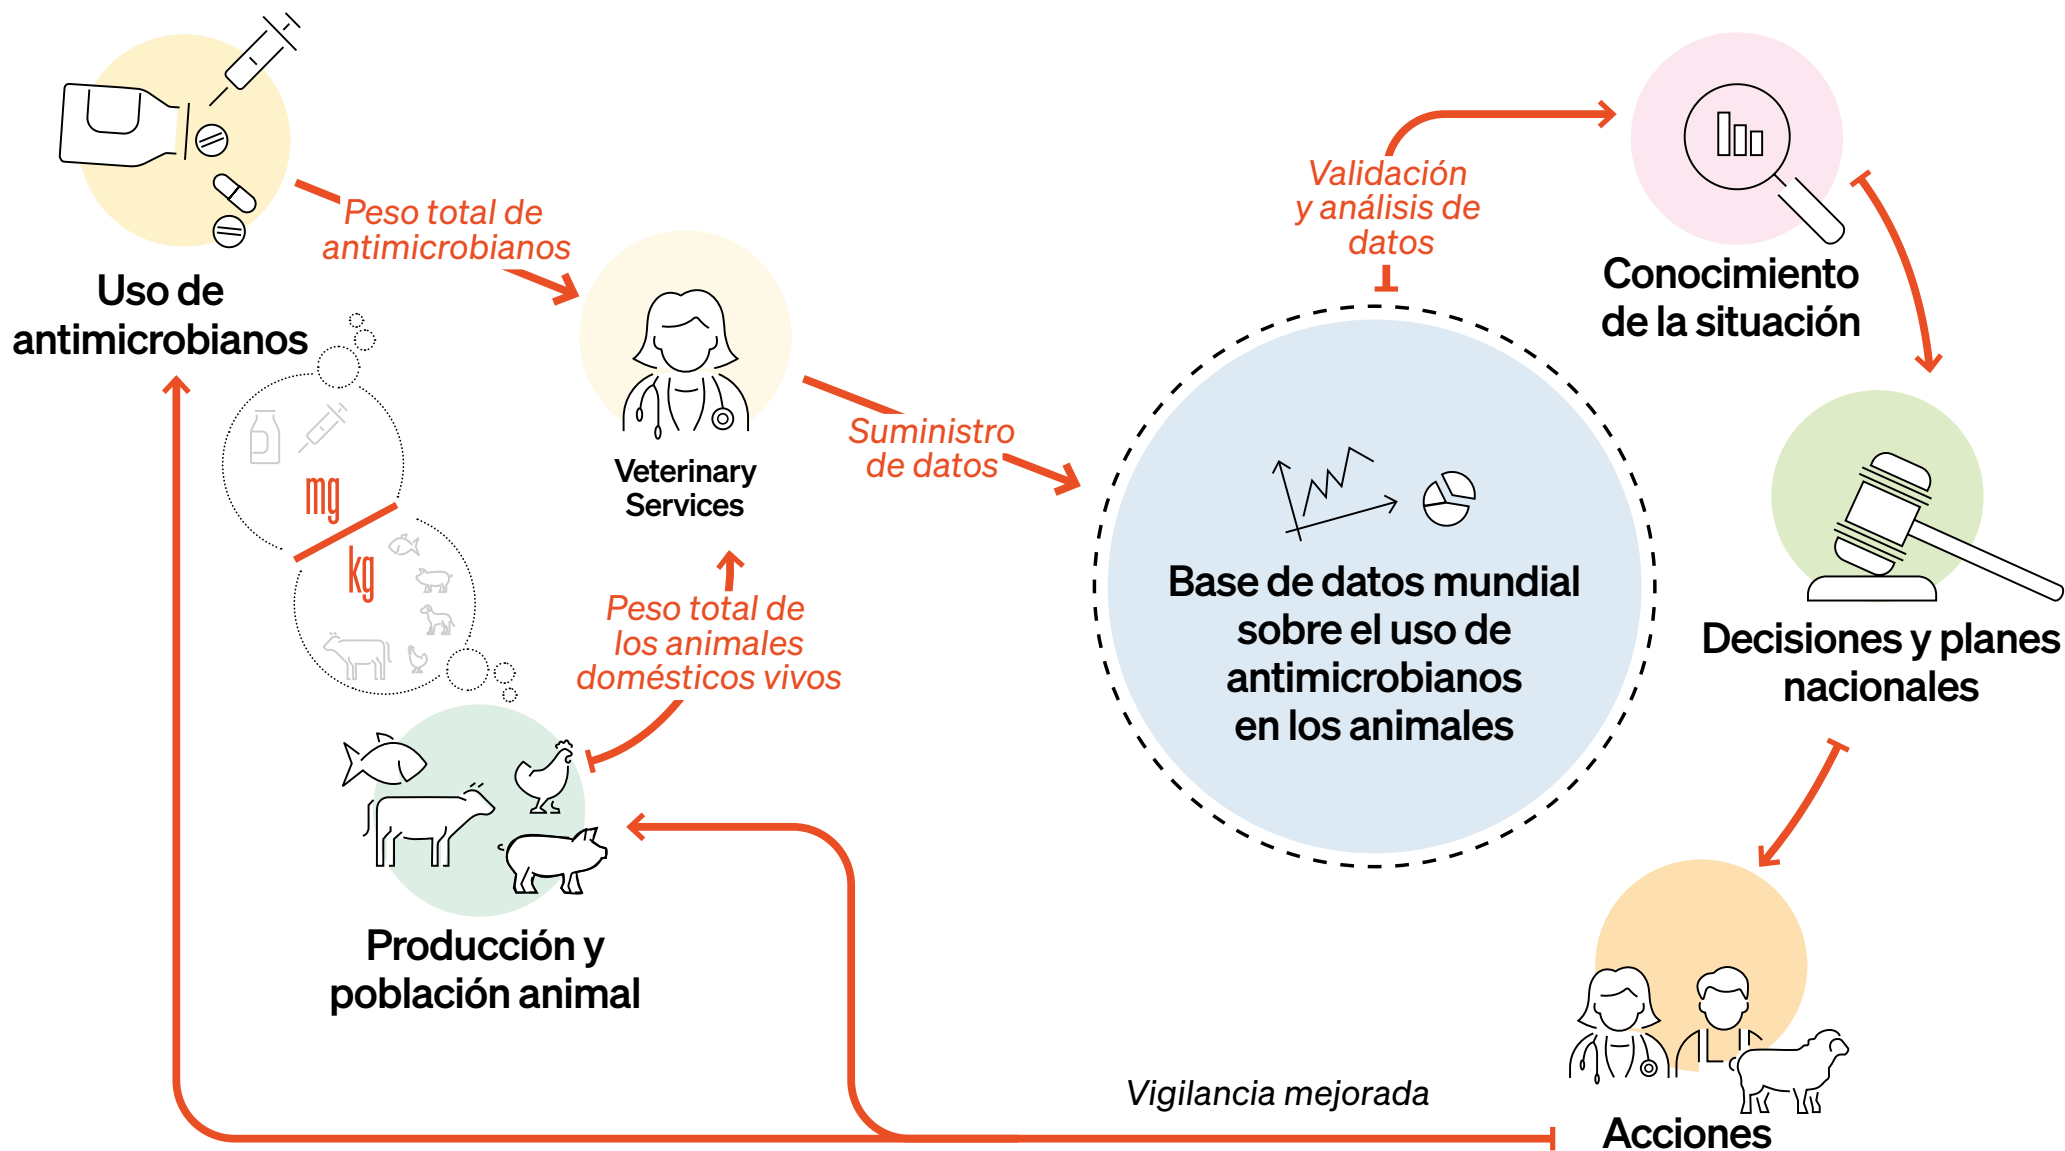 Peso total de
antimicrobianos
Uso de
antimicrobianos
mg
kg
Veterinary
Services
Suministro
de datos
Peso total de
los animales
domésticos vivos
Producción y
población animal
Validación
y análisis de
datos
Base de datos mundial
sobre el uso de
antimicrobianos
en los animales
Conocimiento
de la situación
Decisiones y planes
nacionales
Acciones
Vigilancia mejorada